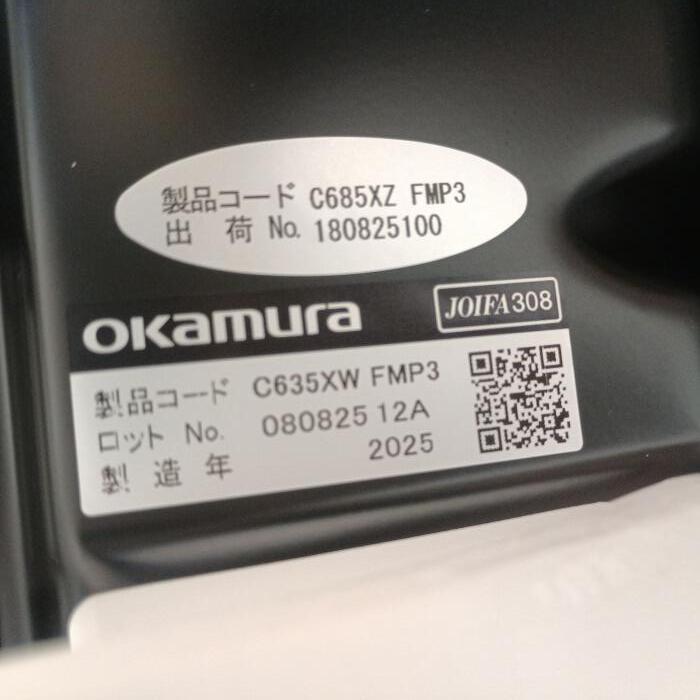 製品コード C685XZ FMP3
出 荷 No. 180825100
OKamura
JOIFA308
製品コード C635XW FMP3
ロット No. 080825 12A
製 造 年 2025